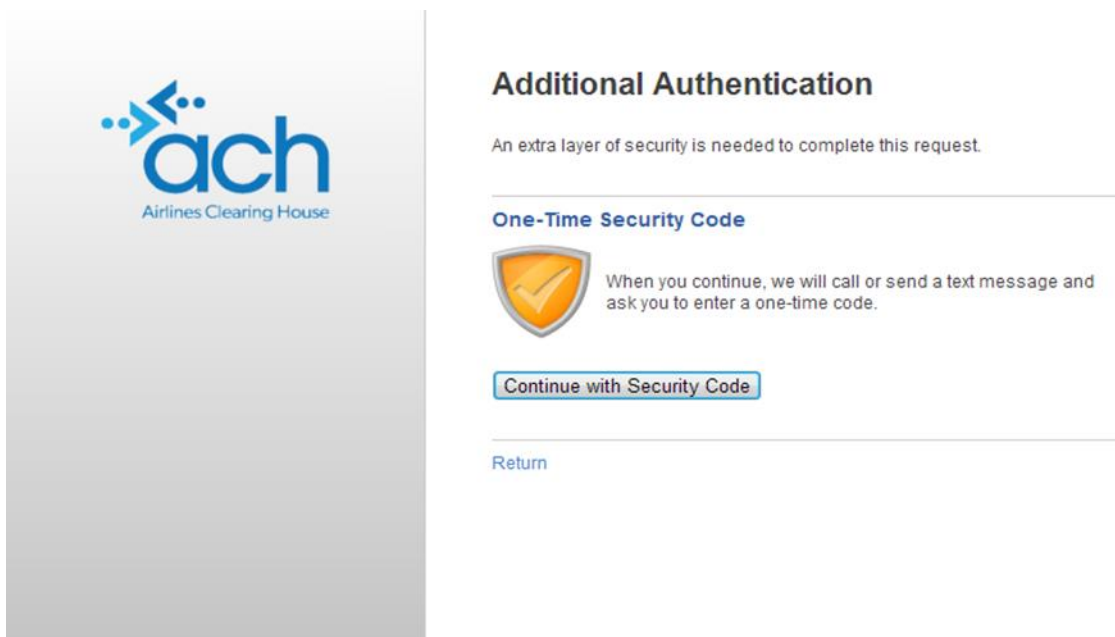 ach
Airlines Clearing House
Additional Authentication
An extra layer of security is needed to complete this request.
One-Time Security Code
When you continue, we will call or send a text message and
ask you to enter a one-time code.
Continue with Security Code
Return